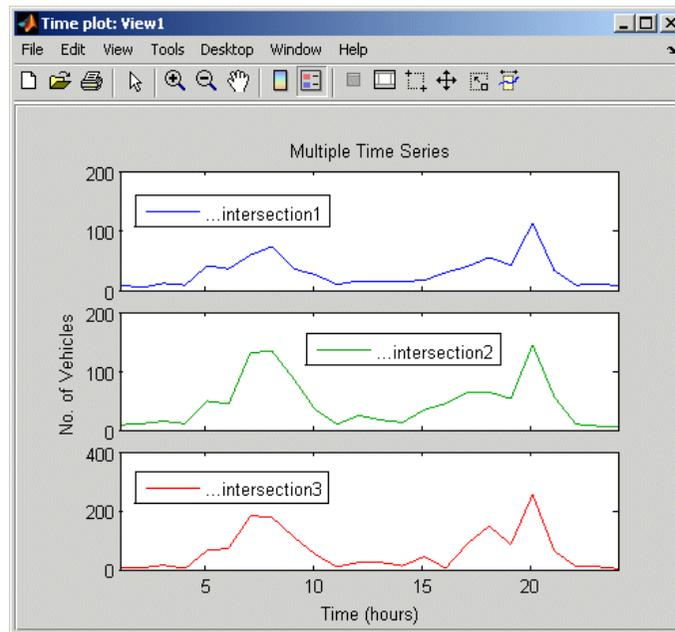 Time plot: View1
File Edit View Tools Desktop Window Help
Multiple Time Series
200
100
0
...intersection1
No. of Vehicles
200
100
0
...intersection2
400
200
0
...intersection3
5 10 15 20
Time (hours)